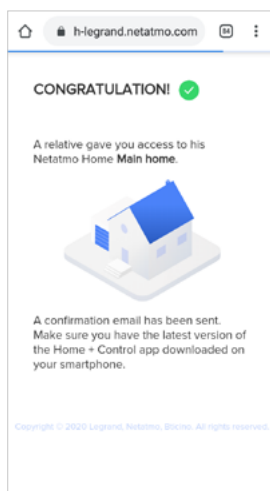 h-legrand.netatmo.com
84
CONGRATULATION!
A relative gave you access to his
Netatmo Home Main home.
A confirmation email has been sent.
Make sure you have the latest version of
the Home + Control app downloaded on
your smartphone.
Copyright © 2020 Legrand, Netatmo, Bticino. All rights reserved.